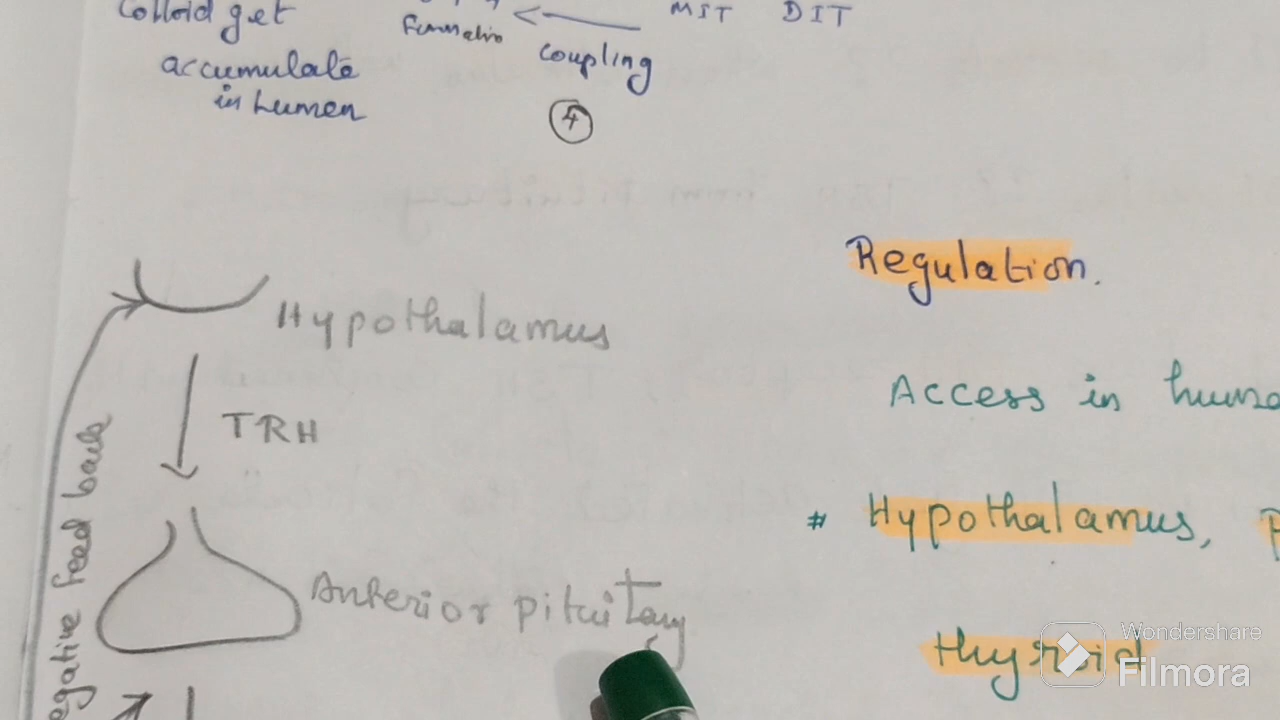 Colloid get
accumulate
in Lumen
MIT DIT
coupling
4
Regulation.
Hypothalamus
TRH
Access in
# Hypothalamus,
Anterior pituitary
thyroid
Negative feed back
Wondershare
Filmora